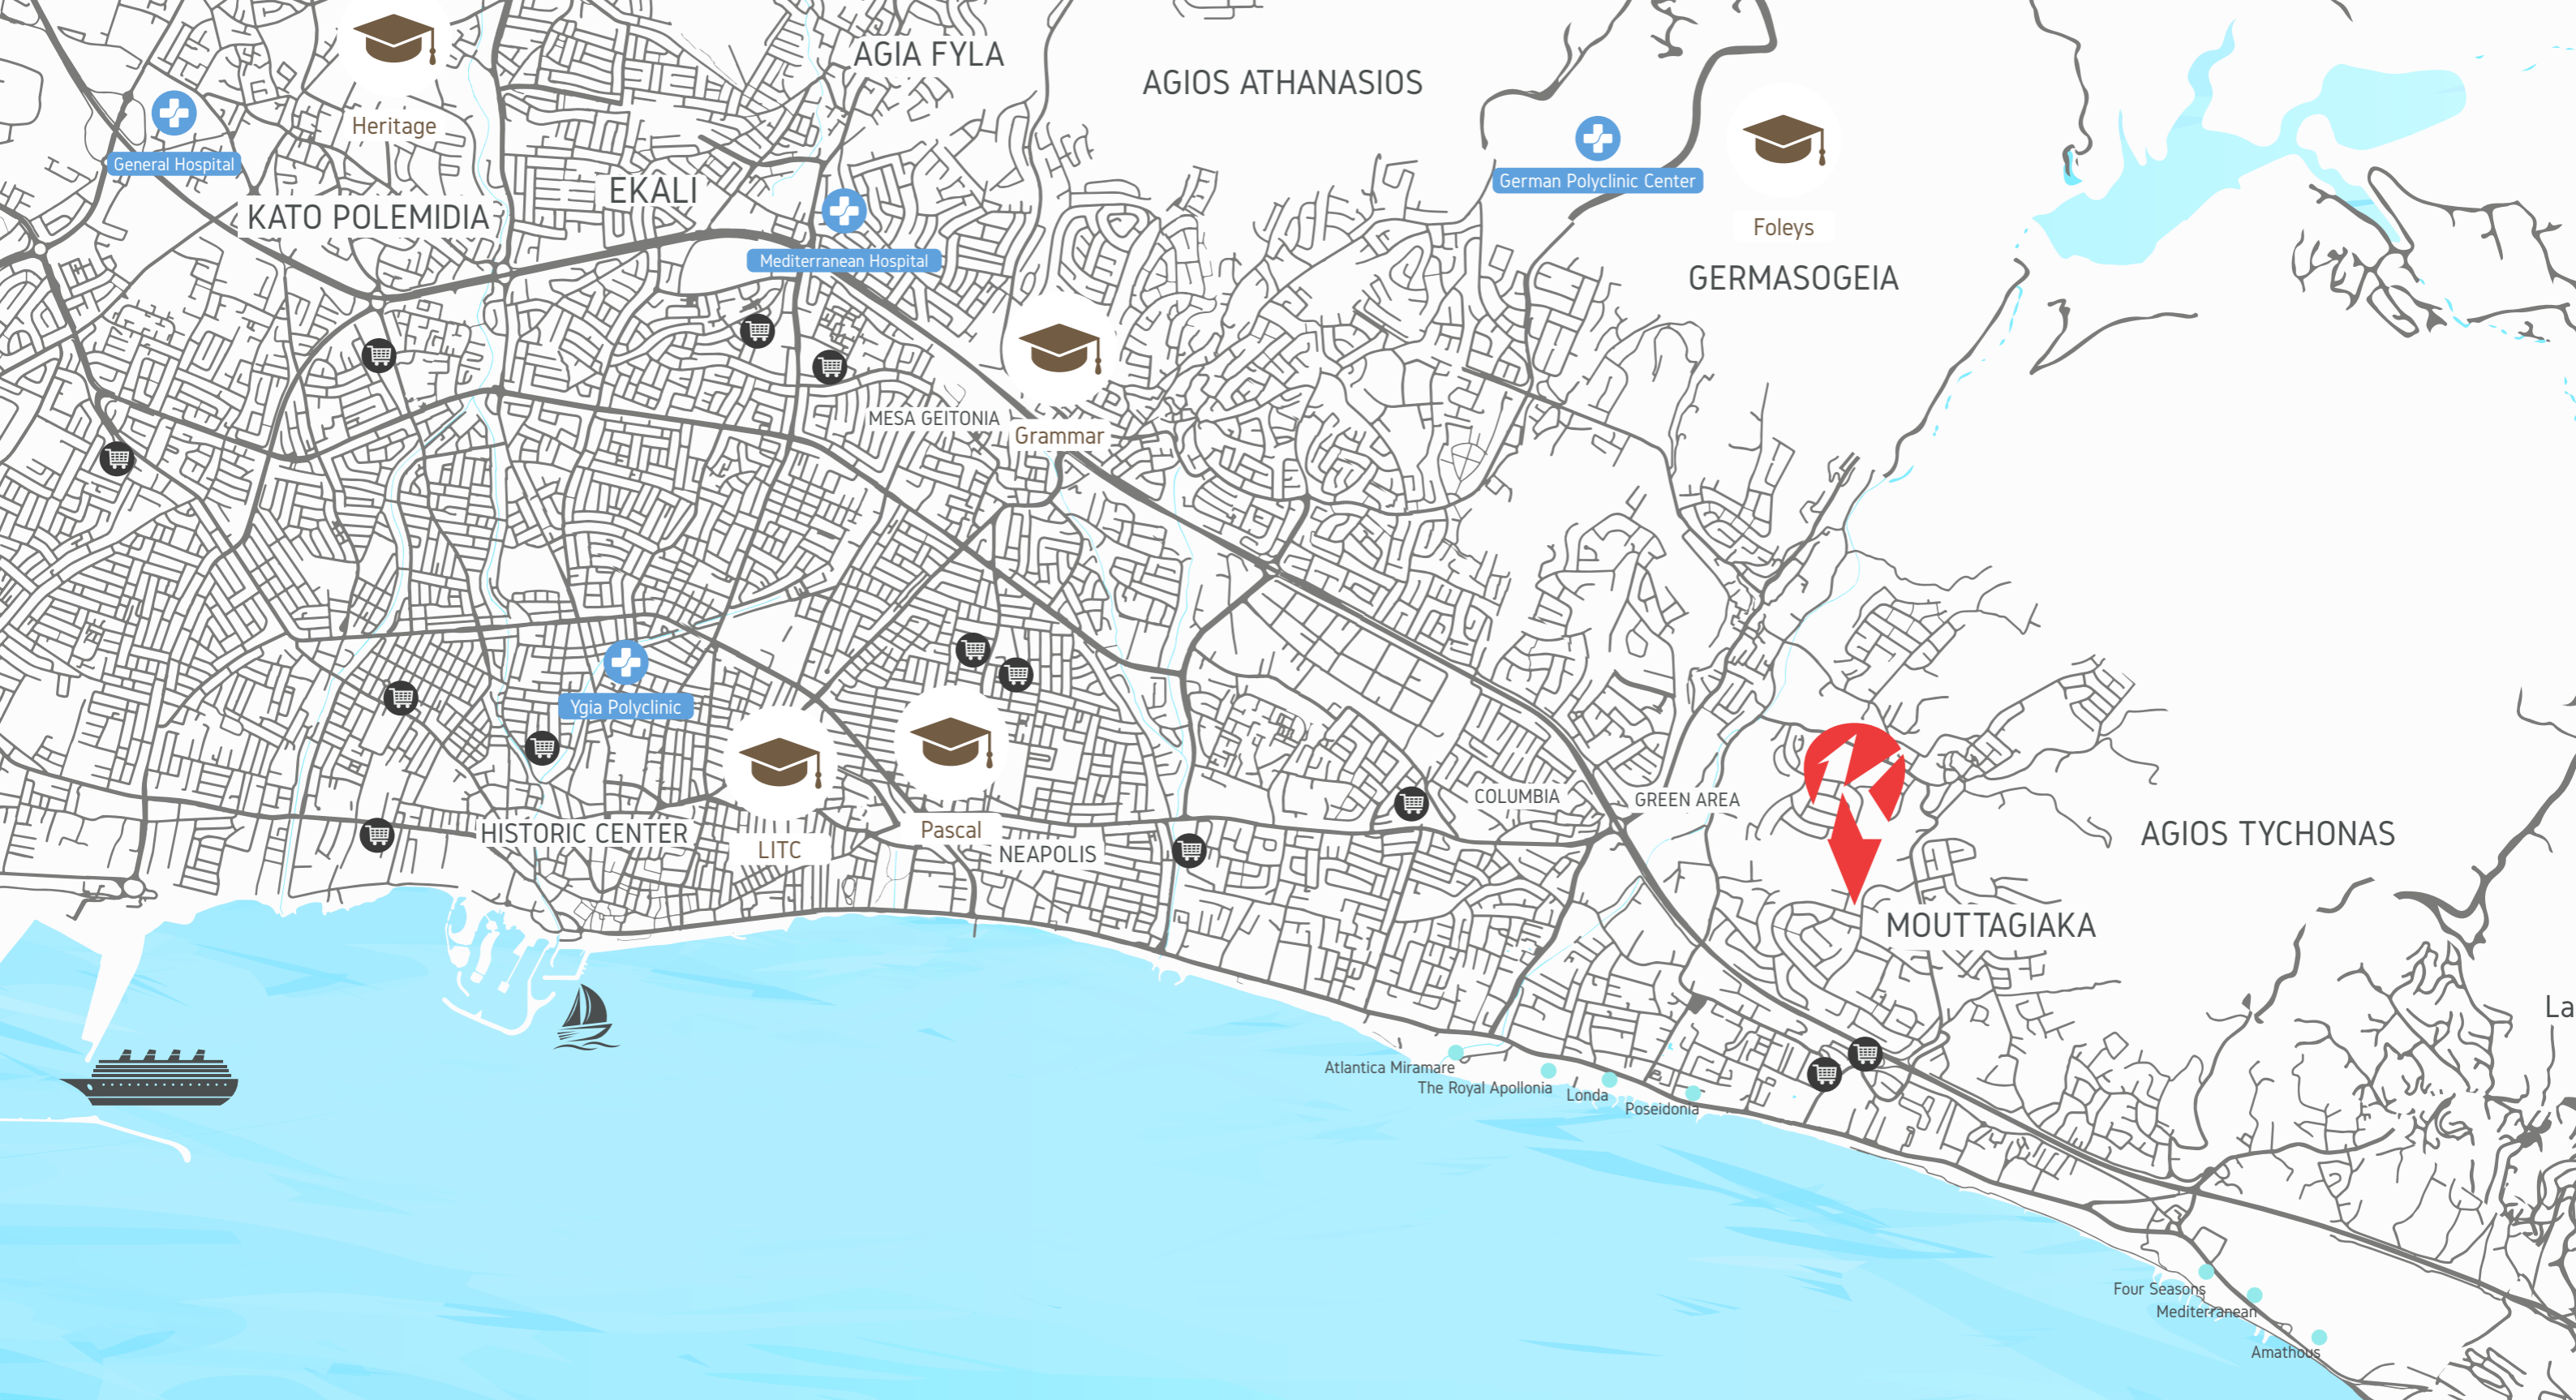 AGIA FYLA
AGIOS ATHANASIOS
Heritage
General Hospital
German Polyclinic Center
EKALI
KATO POLEMIDIA
Foleys
Mediterranean Hospital
GERMASOGEIA
MESA GEITONIA
Grammar
Ygia Polyclinic
COLUMBIA
GREEN AREA
HISTORIC CENTER
LITC
Pascal
NEAPOLIS
AGIOS TYCHONAS
MOUTTAGIAKA
La
Atlantica Miramare
The Royal Apollonia
Londa
Poseidonia
Four Seasons
Mediterranean
Amathous